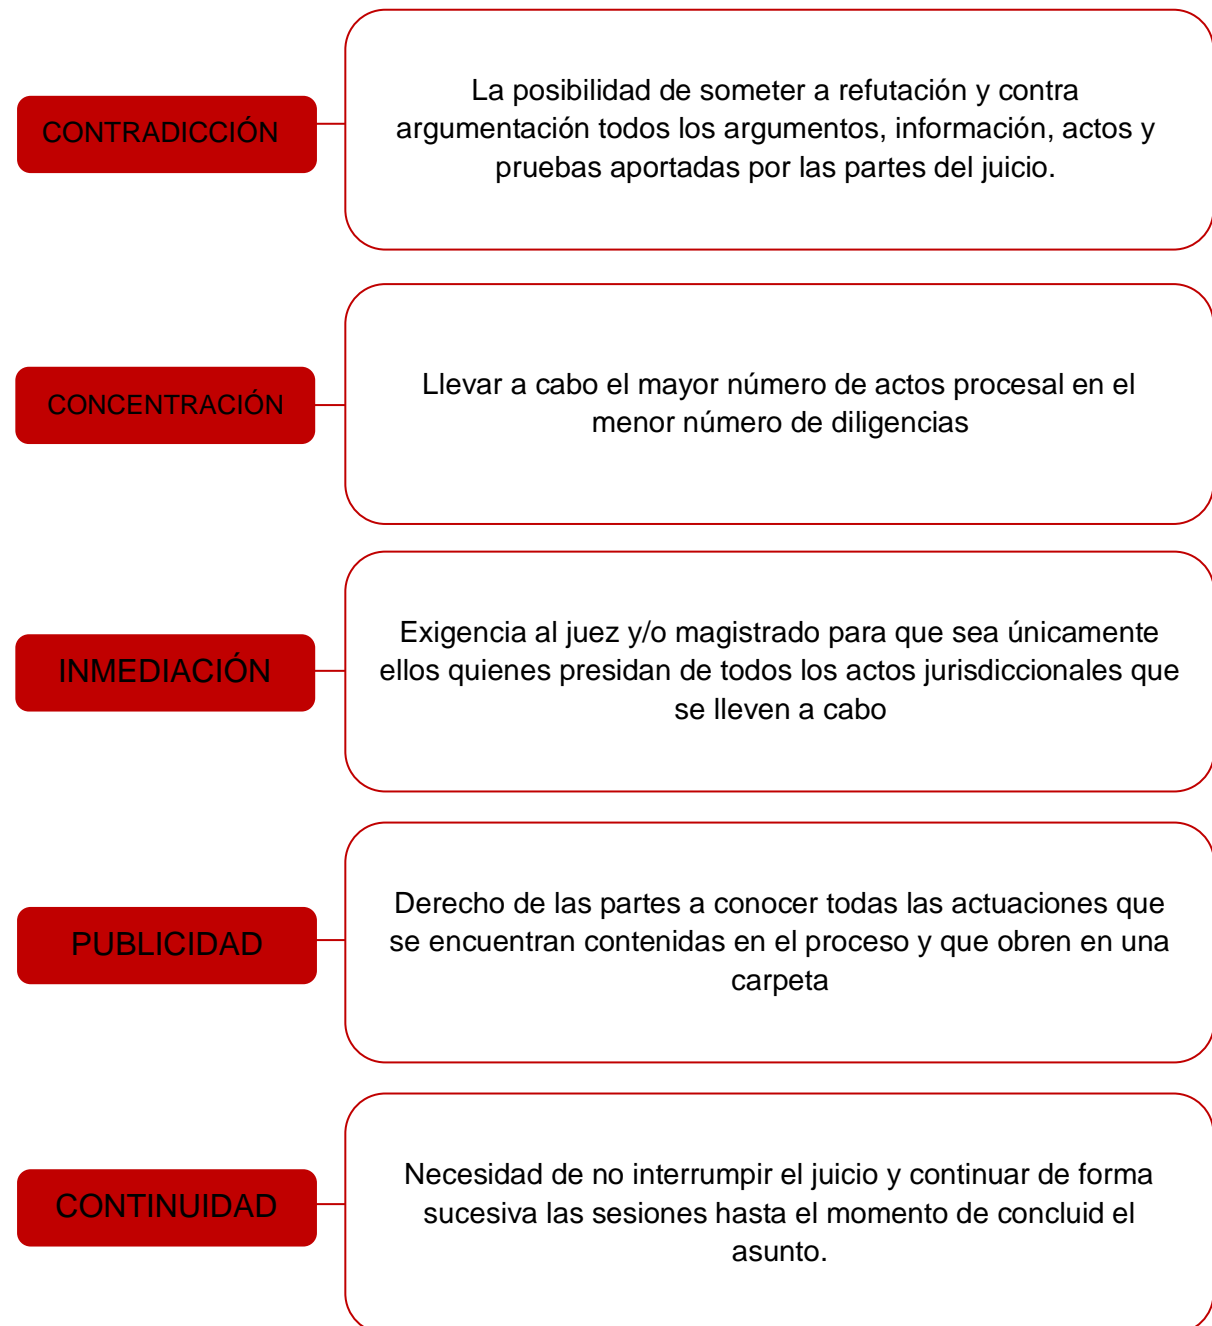 CONTRADICCIÓN
La posibilidad de someter a refutación y contra
argumentación todos los argumentos, información, actos y
pruebas aportadas por las partes del juicio.
CONCENTRACIÓN
Llevar a cabo el mayor número de actos procesal en el
menor número de diligencias
INMEDIACIÓN
Exigencia al juez y/o magistrado para que sea únicamente
ellos quienes presidan de todos los actos jurisdiccionales que
se lleven a cabo
PUBLICIDAD
Derecho de las partes a conocer todas las actuaciones que
se encuentran contenidas en el proceso y que obren en una
carpeta
CONTINUIDAD
Necesidad de no interrumpir el juicio y continuar de forma
sucesiva las sesiones hasta el momento de concluid el
asunto.